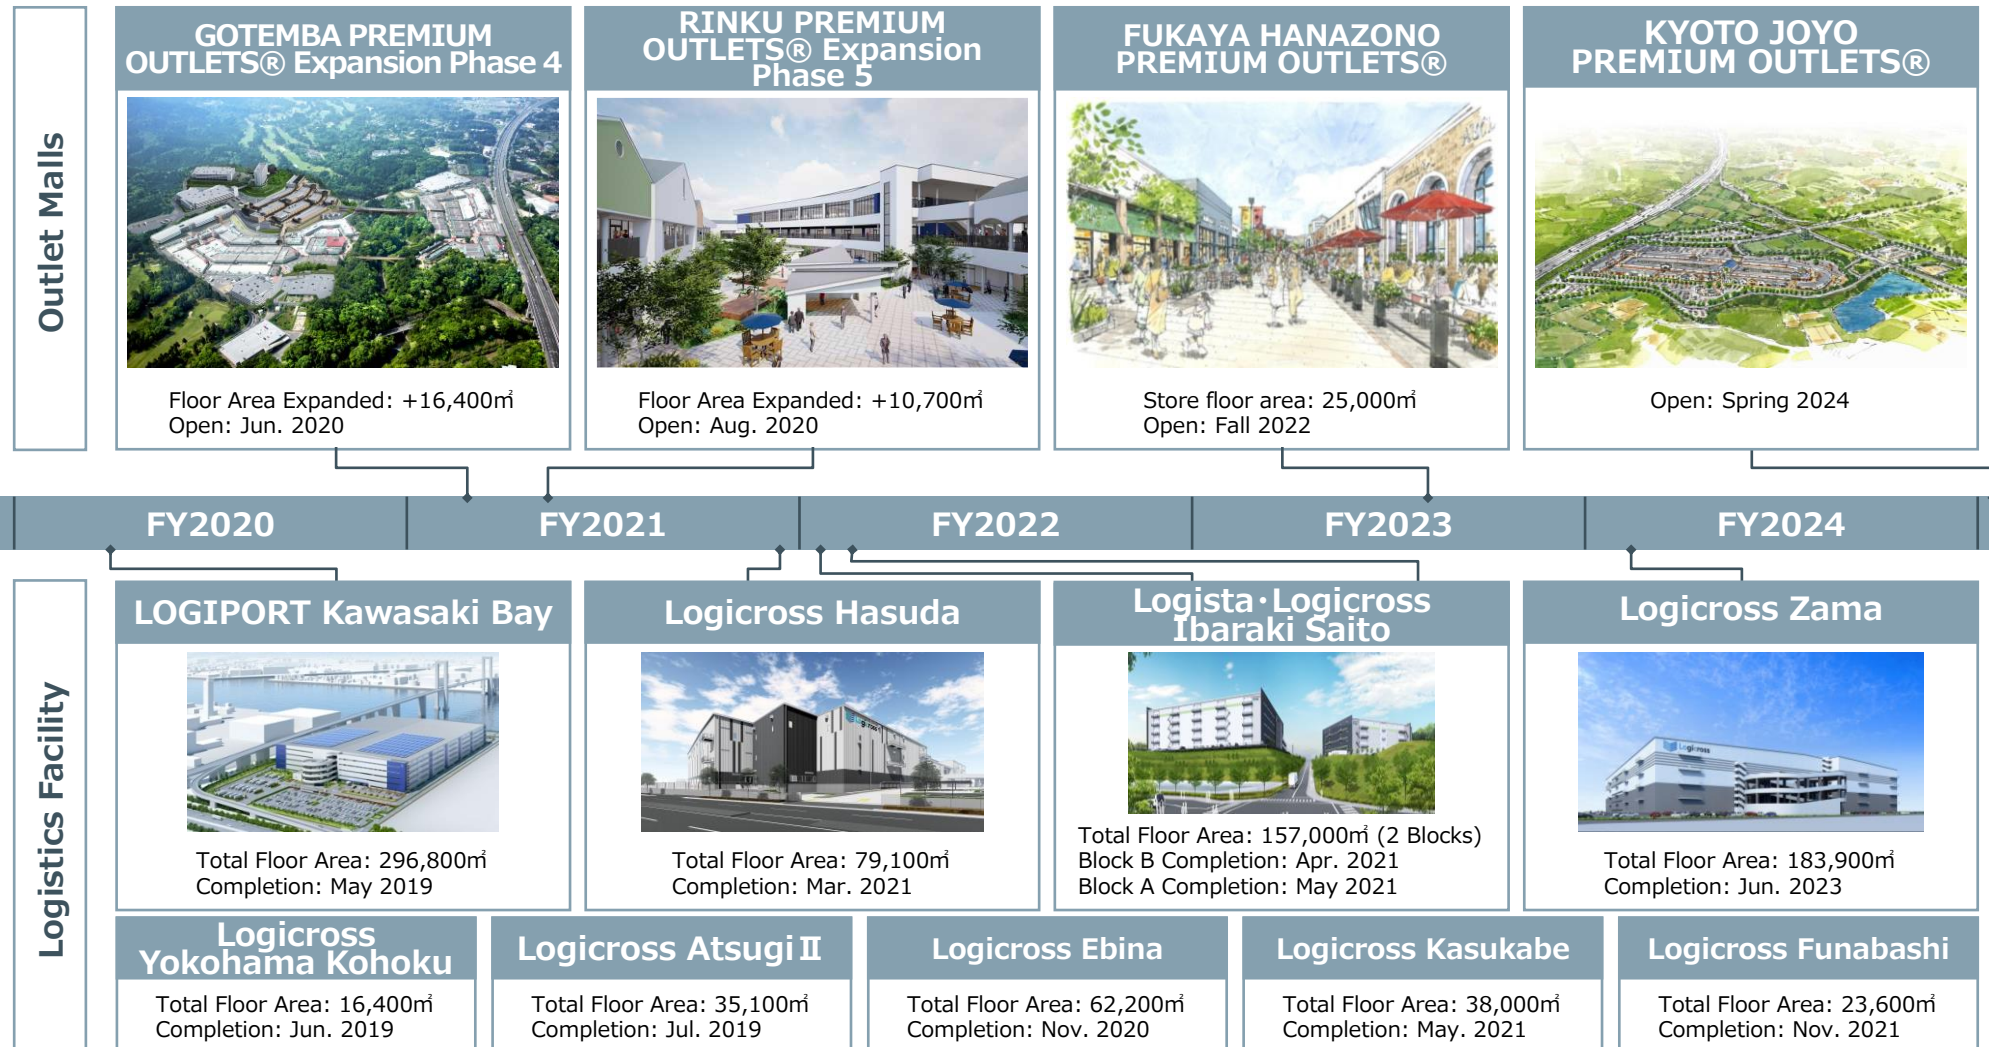 Outlet Malls
GOTEMBA PREMIUM
OUTLETS® Expansion Phase 4
Floor Area Expanded: +16,400㎡
Open: Jun. 2020
RINKU PREMIUM
OUTLETS® Expansion
Phase 5
Floor Area Expanded: +10,700㎡
Open: Aug. 2020
FUKAYA HANAZONO
PREMIUM OUTLETS®
Store floor area: 25,000㎡
Open: Fall 2022
KYOTO JOYO
PREMIUM OUTLETS®
Open: Spring 2024
FY2020
FY2021
FY2022
FY2023
FY2024
Logistics Facility
LOGIPORT Kawasaki Bay
Total Floor Area: 296,800㎡
Completion: May 2019
Logicross Hasuda
Total Floor Area: 79,100㎡
Completion: Mar. 2021
Logista・Logicross
Ibaraki Saito
Total Floor Area: 157,000㎡ (2 Blocks)
Block B Completion: Apr. 2021
Block A Completion: May 2021
Logicross Zama
Logicross
Total Floor Area: 183,900㎡
Completion: Jun. 2023
Logicross
Yokohama Kohoku
Total Floor Area: 16,400㎡
Completion: Jun. 2019
Logicross AtsugiⅡ
Total Floor Area: 35,100㎡
Completion: Jul. 2019
Logicross Ebina
Total Floor Area: 62,200㎡
Completion: Nov. 2020
Logicross Kasukabe
Total Floor Area: 38,000㎡
Completion: May. 2021
Logicross Funabashi
Total Floor Area: 23,600㎡
Completion: Nov. 2021